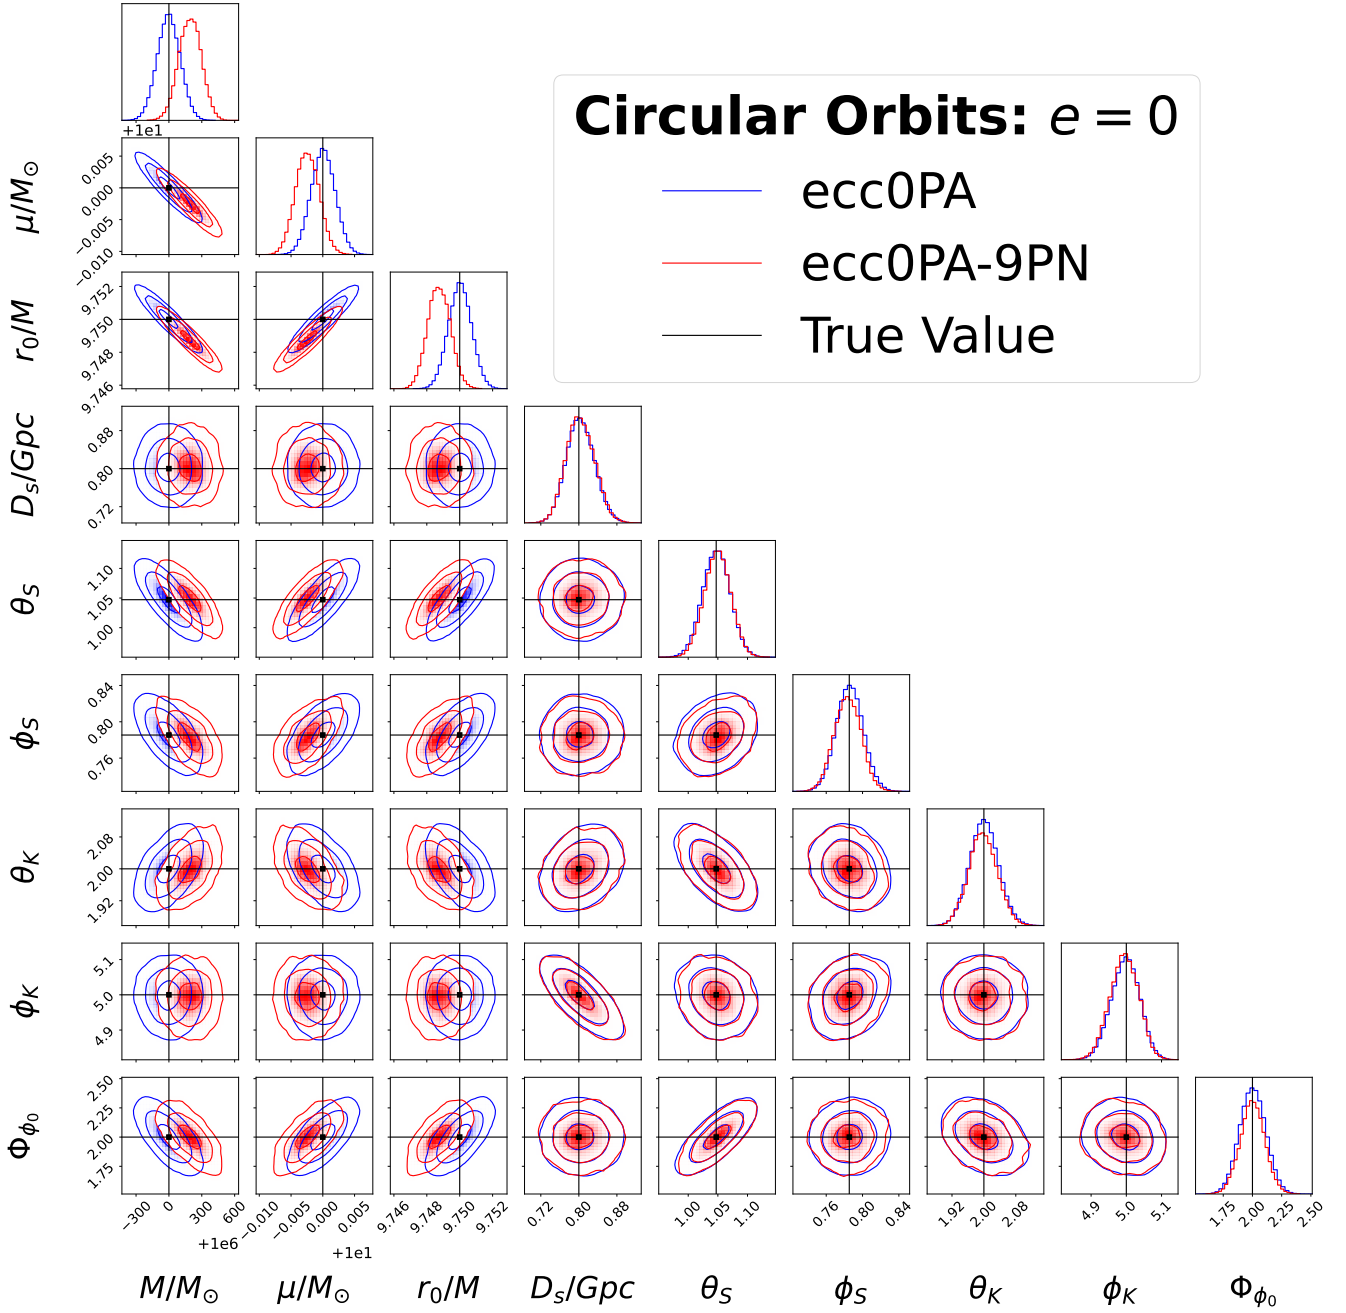 Circular Orbits: e = 0
ecc0PA
ecc0PA-9PN
True Value
+1e1
μ/M⊙
0.005
0.000
−0.005
−0.010
r₀/M
9.752
9.750
9.748
9.746
Dₛ/Gpc
0.88
0.80
0.72
θ_S
1.10
1.05
1.00
ϕ_S
0.84
0.80
0.76
θ_K
2.08
2.00
1.92
ϕ_K
5.1
5.0
4.9
Φ_ϕ₀
2.50
2.25
2.00
1.75
−300 0 300 600
−0.010 −0.005 0.000 0.005
9.746 9.748 9.750 9.752
0.72 0.80 0.88
1.00 1.05 1.10
0.76 0.80 0.84
1.92 2.00 2.08
4.9 5.0 5.1
1.75 2.00 2.25 2.50
+1e6 +1e1
M/M⊙ μ/M⊙ r₀/M Dₛ/Gpc θ_S ϕ_S θ_K ϕ_K Φ_ϕ₀